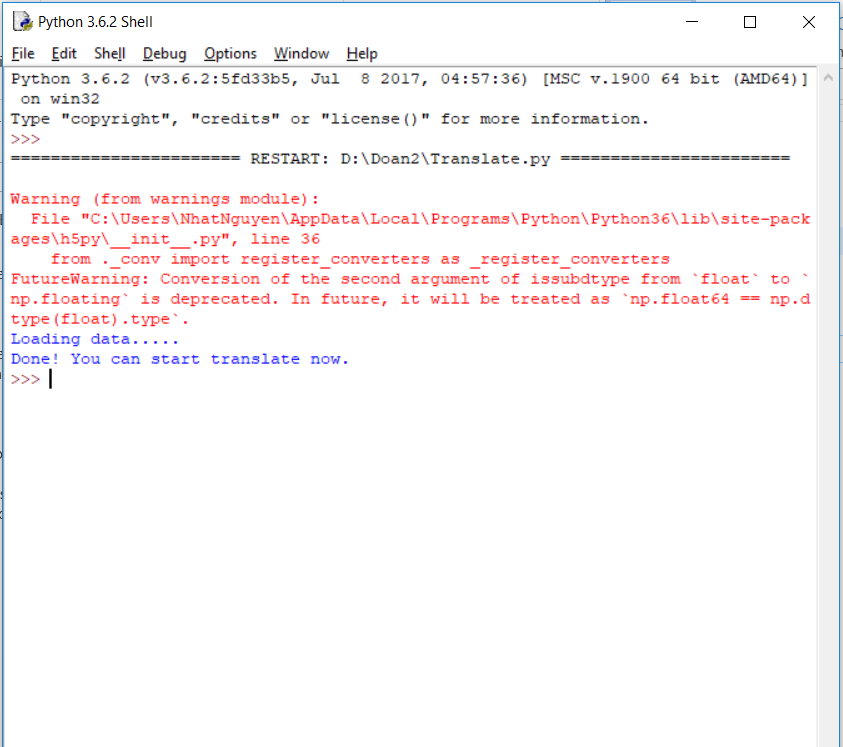 Python 3.6.2 Shell
File Edit Shell Debug Options Window Help
Python 3.6.2 (v3.6.2:5fd33b5, Jul  8 2017, 04:57:36) [MSC v.1900 64 bit (AMD64)]
 on win32
Type "copyright", "credits" or "license()" for more information.
>>>
======================= RESTART: D:\Doan2\Translate.py =======================
Warning (from warnings module):
  File "C:\Users\NhatNguyen\AppData\Local\Programs\Python\Python36\lib\site-pack
ages\h5py\__init__.py", line 36
    from ._conv import register_converters as _register_converters
FutureWarning: Conversion of the second argument of issubdtype from `float` to `
np.floating` is deprecated. In future, it will be treated as `np.float64 == np.d
type(float).type`.
Loading data.....
Done! You can start translate now.
>>>